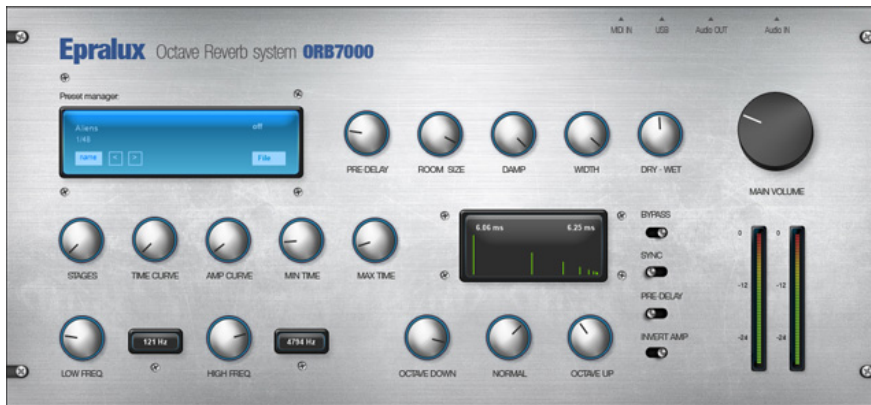 MIDI IN USB Audio OUT Audio IN
Epralux Octave Reverb system ORB7000
Preset manager:
Aliens off
1/45
name < > File
PRE-DELAY ROOM SIZE DAMP WIDTH DRY - WET
MAIN VOLUME
6.06 ms 6.25 ms
BYPASS
SYNC
PRE-DELAY
INVERT AMP
0 0
-12 -12
-24 -24
STAGES TIME CURVE AMP CURVE MIN TIME MAX TIME
121 Hz 4794 Hz
LOW FREQ. HIGH FREQ. OCTAVE DOWN NORMAL OCTAVE UP